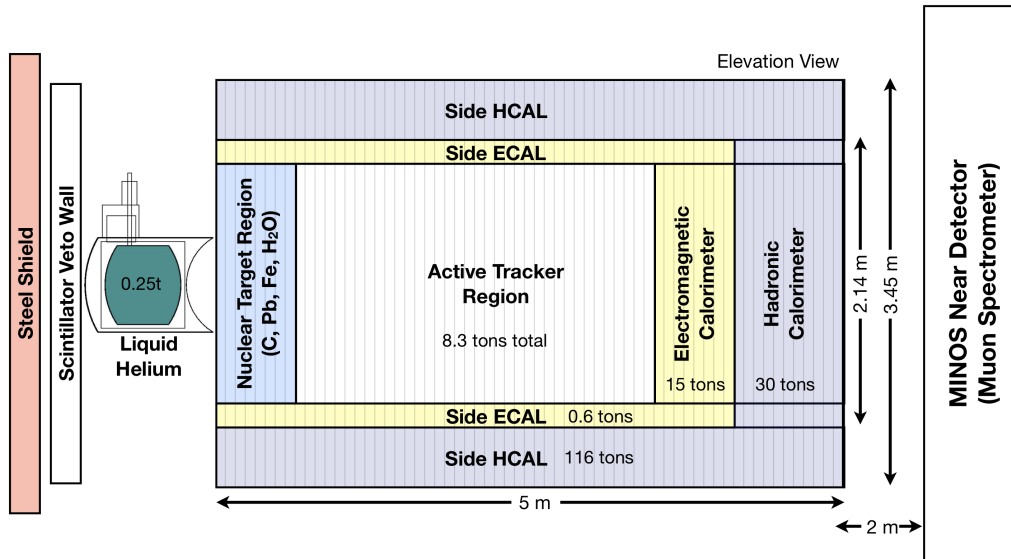 Elevation View
Steel Shield
Scintillator Veto Wall
0.25t
Liquid
Helium
Side HCAL
Side ECAL
Nuclear Target Region
(C, Pb, Fe, H₂O)
Active Tracker
Region
8.3 tons total
Electromagnetic
Calorimeter
15 tons
Hadronic
Calorimeter
30 tons
Side ECAL 0.6 tons
Side HCAL 116 tons
5 m
2.14 m
3.45 m
2 m
MINOS Near Detector
(Muon Spectrometer)